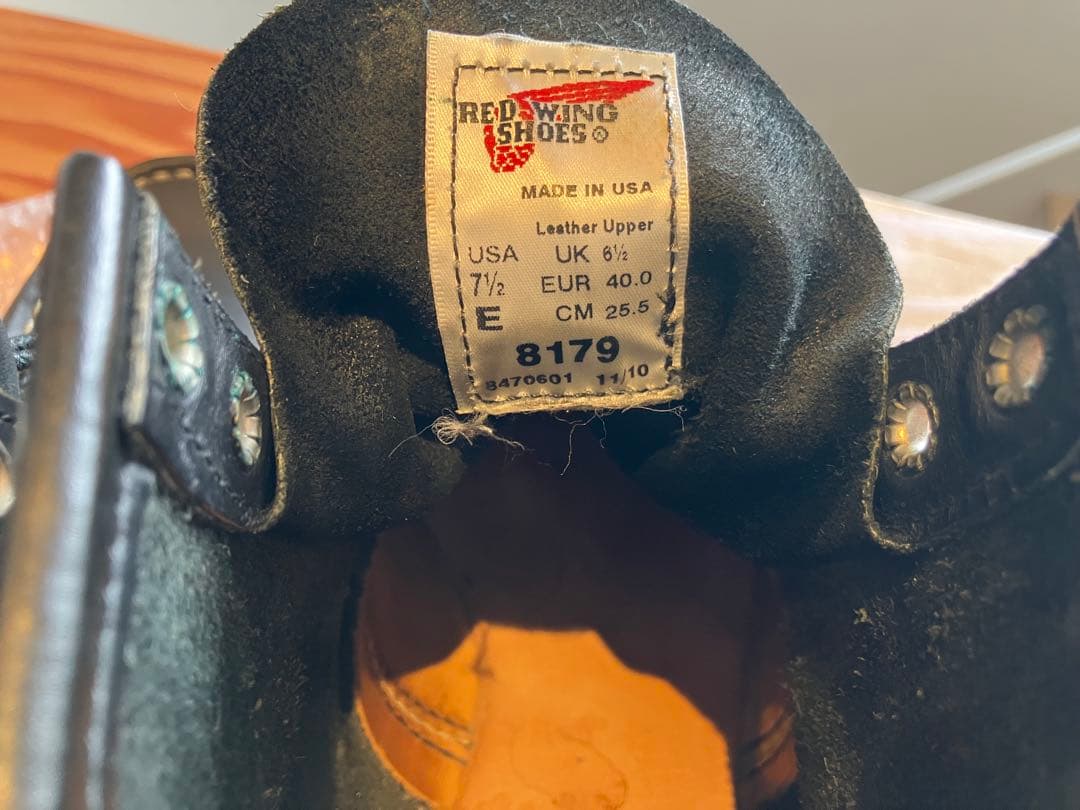 RED WING
SHOES ®
MADE IN USA
Leather Upper
USA UK 6½
7½ EUR 40.0
E CM 25.5
8179
8470601 11/10